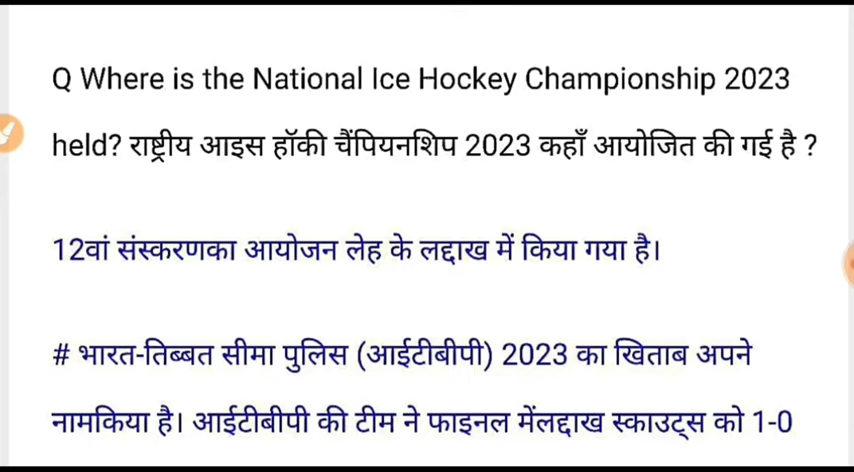 Q Where is the National Ice Hockey Championship 2023
held? राष्ट्रीय आइस हॉकी चैंपियनशिप 2023 कहाँ आयोजित की गई है ?
12वां संस्करणका आयोजन लेह के लद्दाख में किया गया है।
# भारत-तिब्बत सीमा पुलिस (आईटीबीपी) 2023 का खिताब अपने
नामकिया है। आईटीबीपी की टीम ने फाइनल मेंलद्दाख स्काउट्स को 1-0